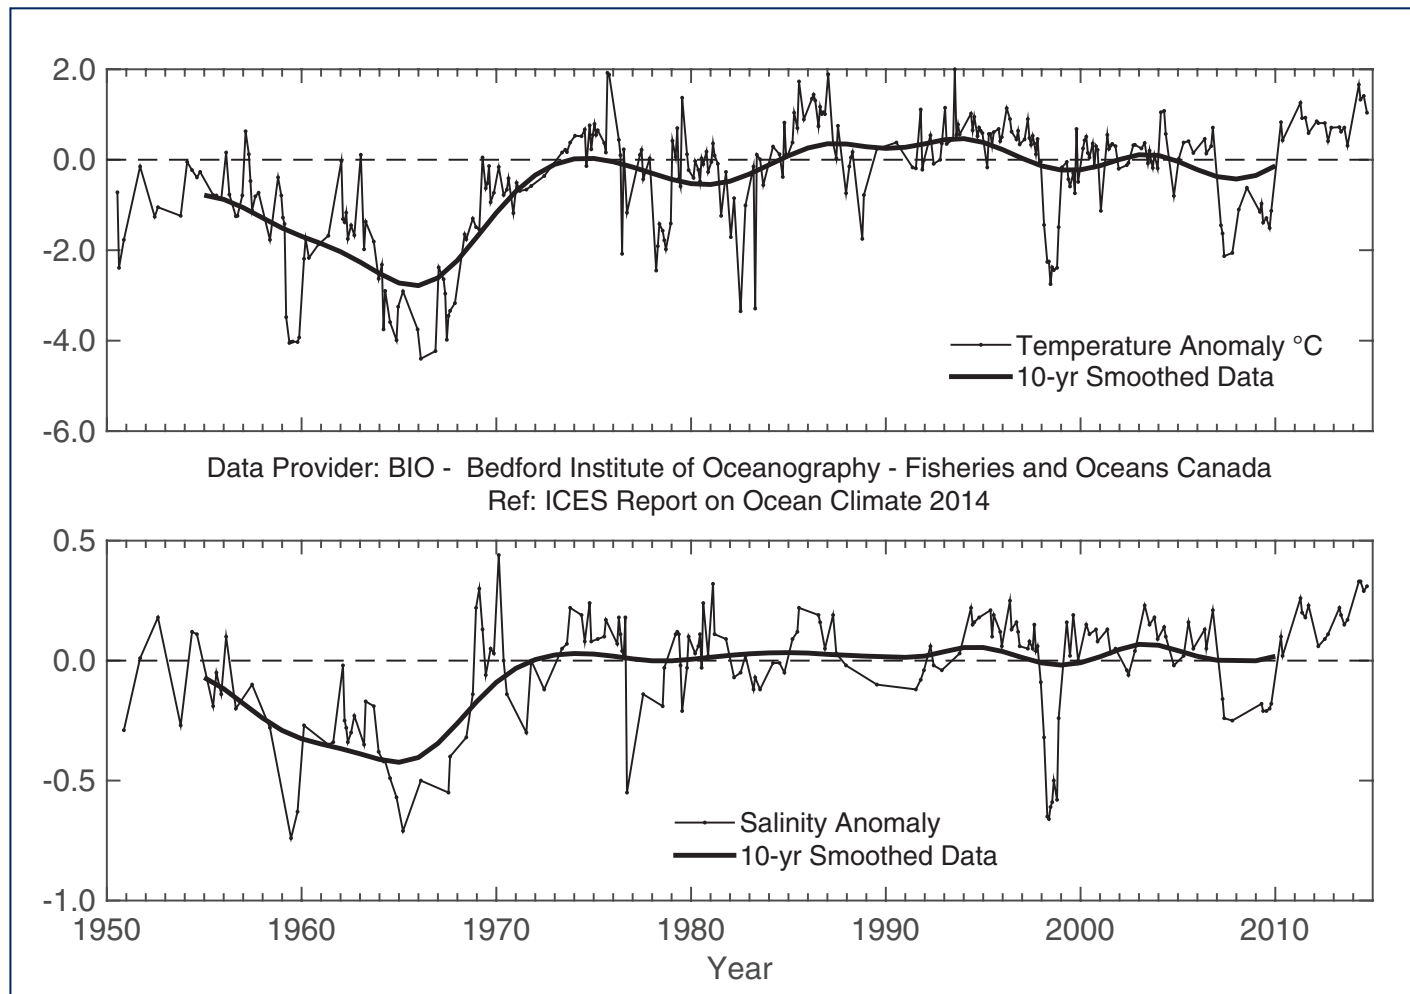 2.0
0.0
-2.0
-4.0
-6.0
Temperature Anomaly °C
10-yr Smoothed Data
Data Provider: BIO - Bedford Institute of Oceanography - Fisheries and Oceans Canada
Ref: ICES Report on Ocean Climate 2014
0.5
0.0
-0.5
-1.0
Salinity Anomaly
10-yr Smoothed Data
1950 1960 1970 1980 1990 2000 2010
Year